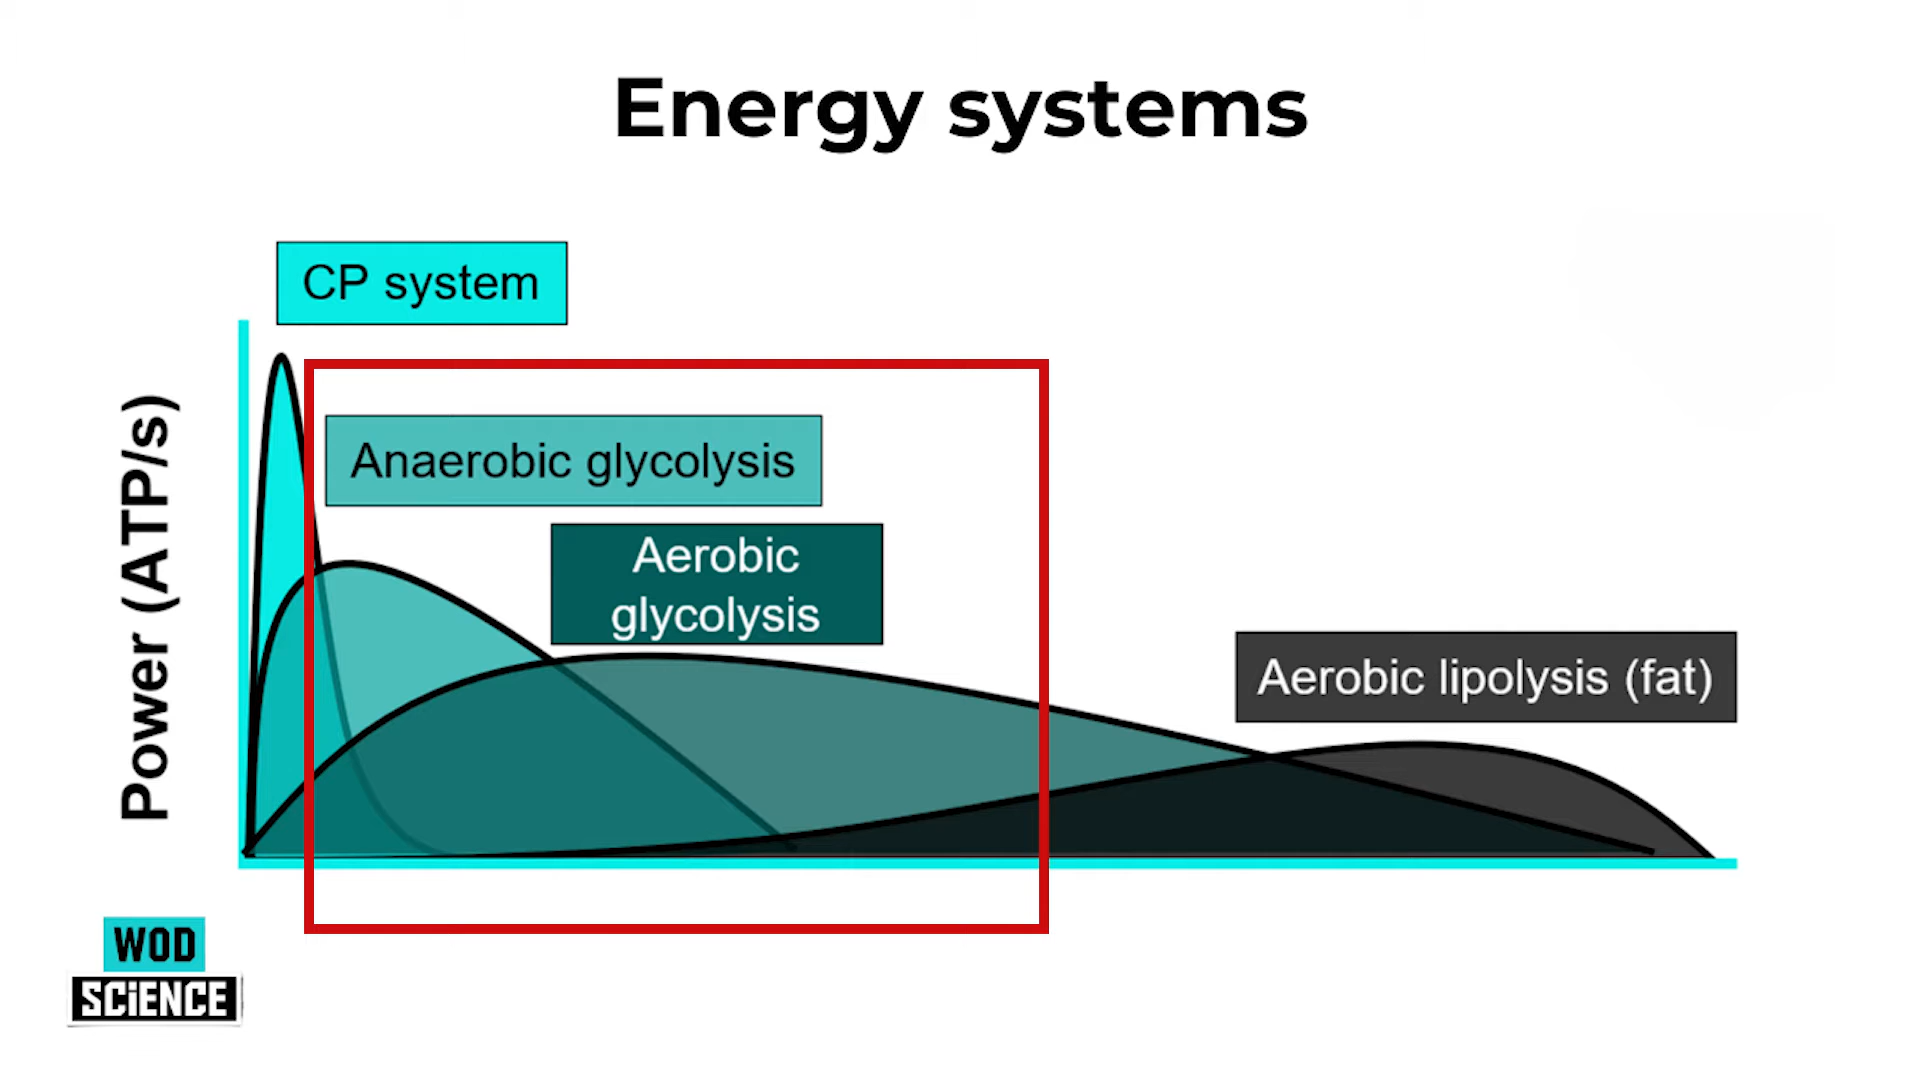 Energy systems
CP system
Anaerobic glycolysis
Aerobic
glycolysis
Aerobic lipolysis (fat)
Power (ATP/s)
WOD
SCiENCE